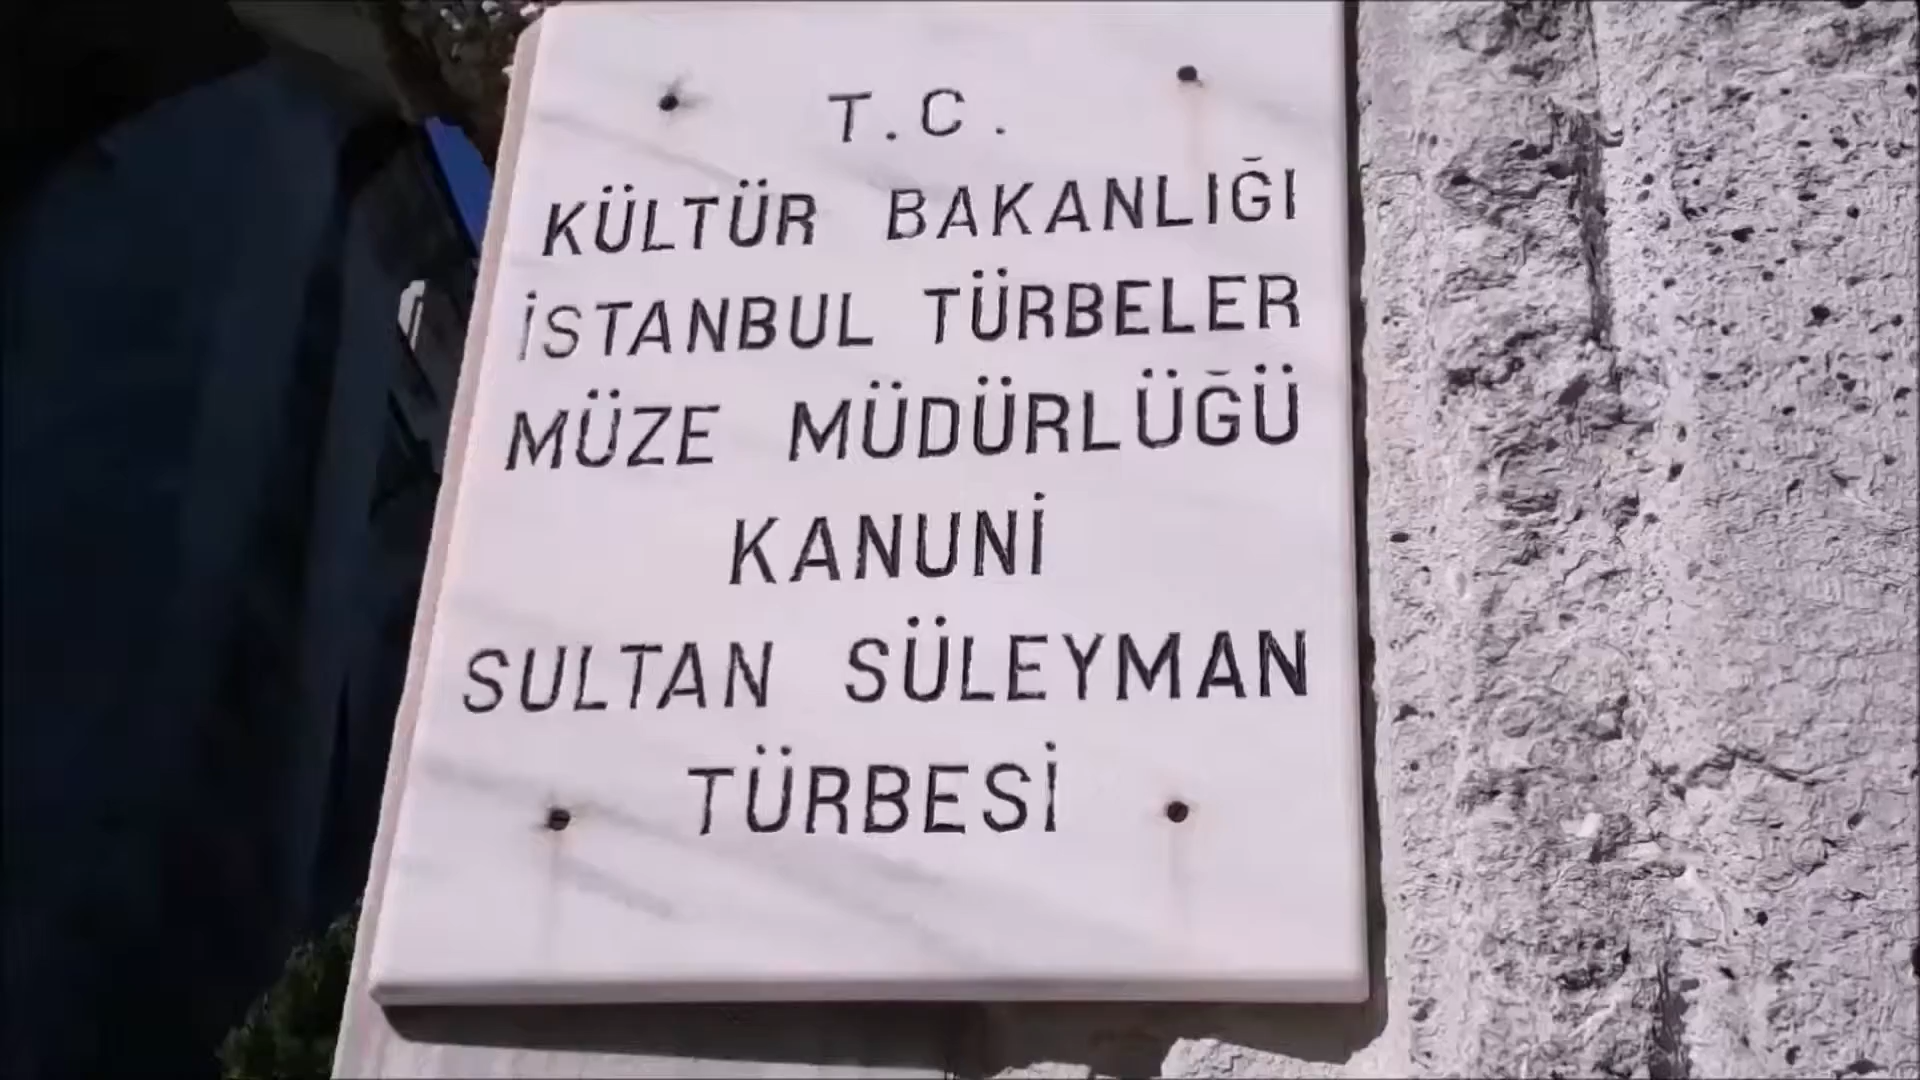 T.C.
KÜLTÜR BAKANLIĞI
İSTANBUL TÜRBELER
MÜZE MÜDÜRLÜĞÜ
KANUNİ
SULTAN SÜLEYMAN
TÜRBESİ